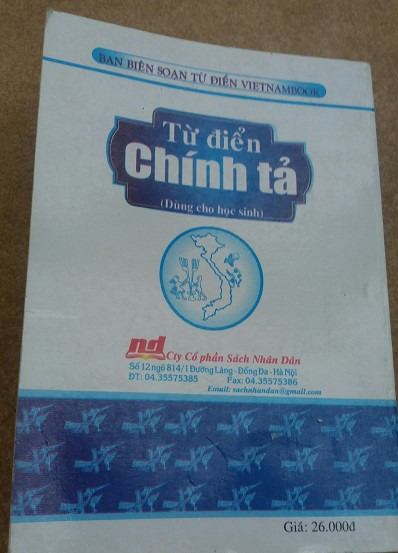 BAN BIÊN SOẠN TỪ ĐIỂN VIETNAMBOOK
Từ điển
Chính tả
(Dùng cho học sinh)
nd Cty Cổ phần Sách Nhân Dân
Số 12 ngõ 814/1 Đường Láng - Đống Đa - Hà Nội
ĐT: 04.35575385 Fax: 04.35575386
Email: sachnhandan@gmail.com
Giá: 26.000đ